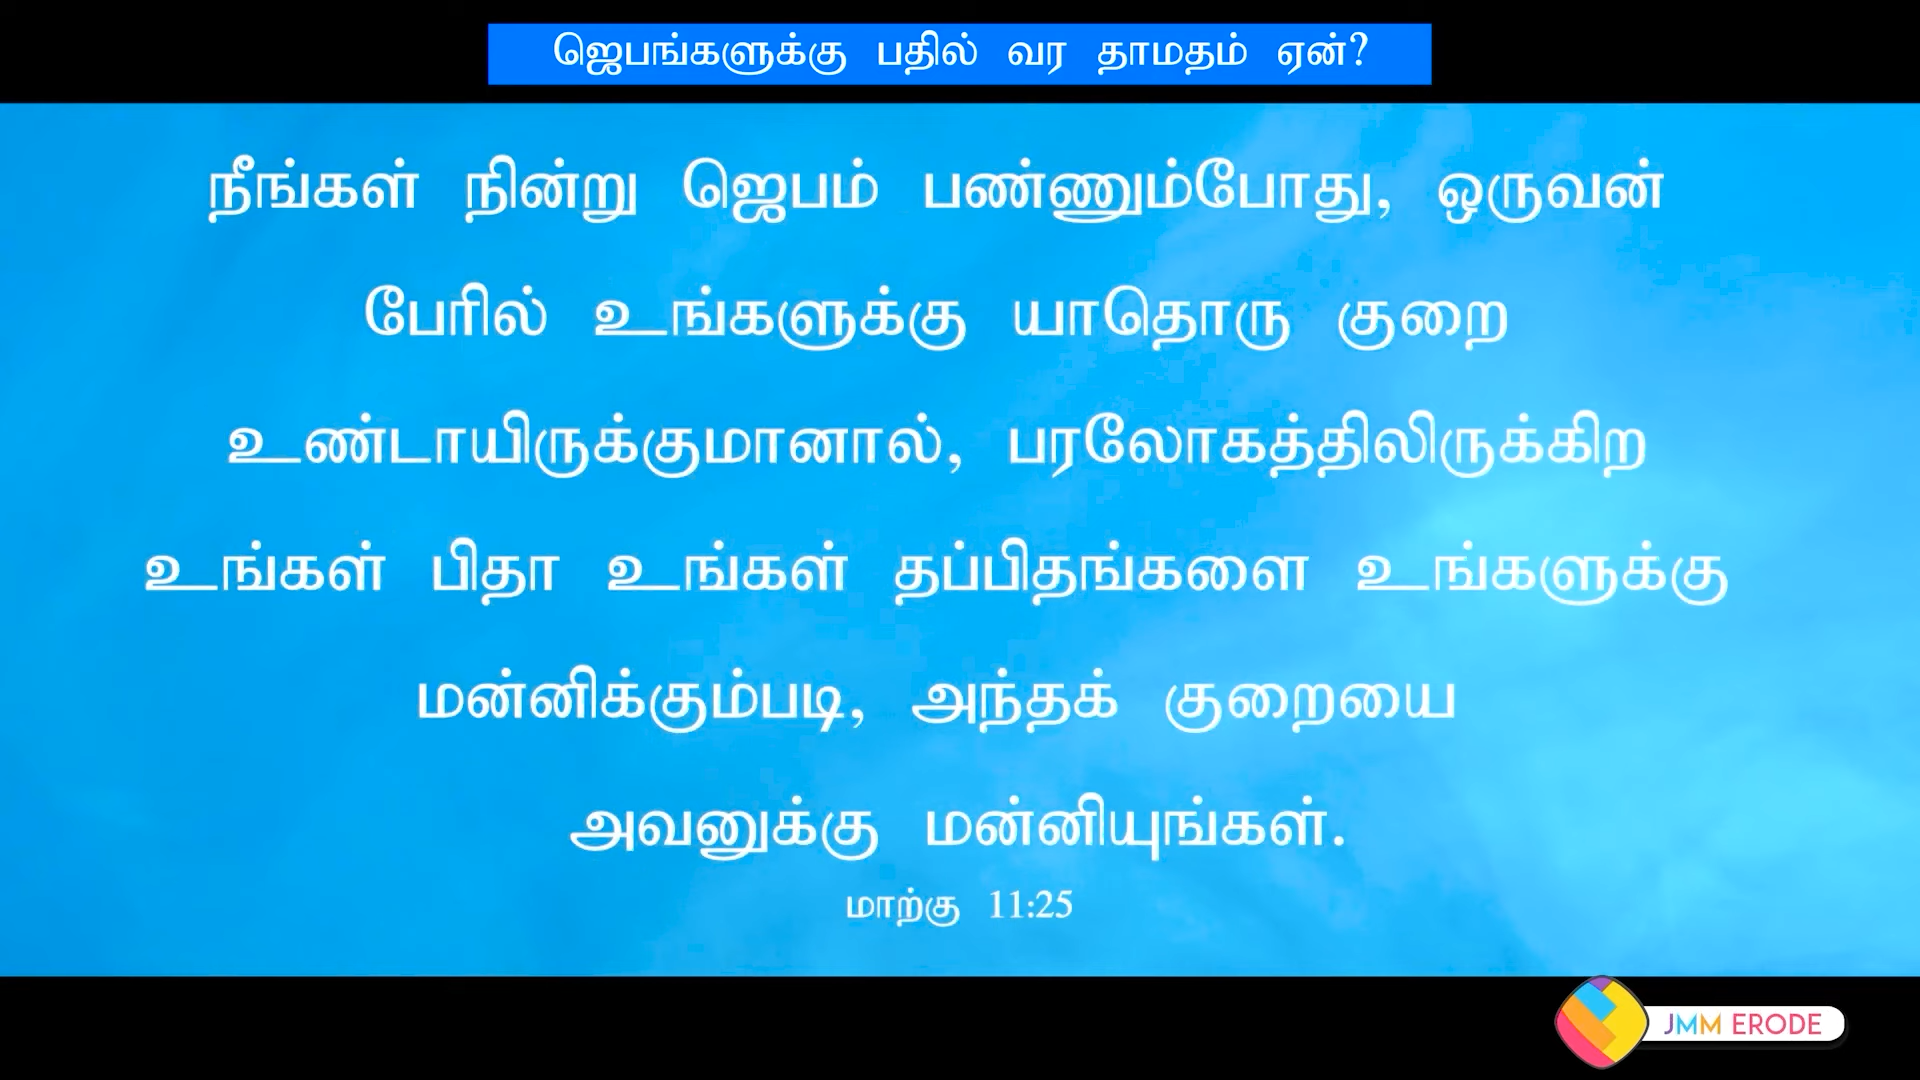 ஜெபங்களுக்கு பதில் வர தாமதம் ஏன்?
நீங்கள் நின்று ஜெபம் பண்ணும்போது, ஒருவன்
பேரில் உங்களுக்கு யாதொரு குறை
உண்டாயிருக்குமானால், பரலோகத்திலிருக்கிற
உங்கள் பிதா உங்கள் தப்பிதங்களை உங்களுக்கு
மன்னிக்கும்படி, அந்தக் குறையை
அவனுக்கு மன்னியுங்கள்.
மாற்கு 11:25
JMM ERODE